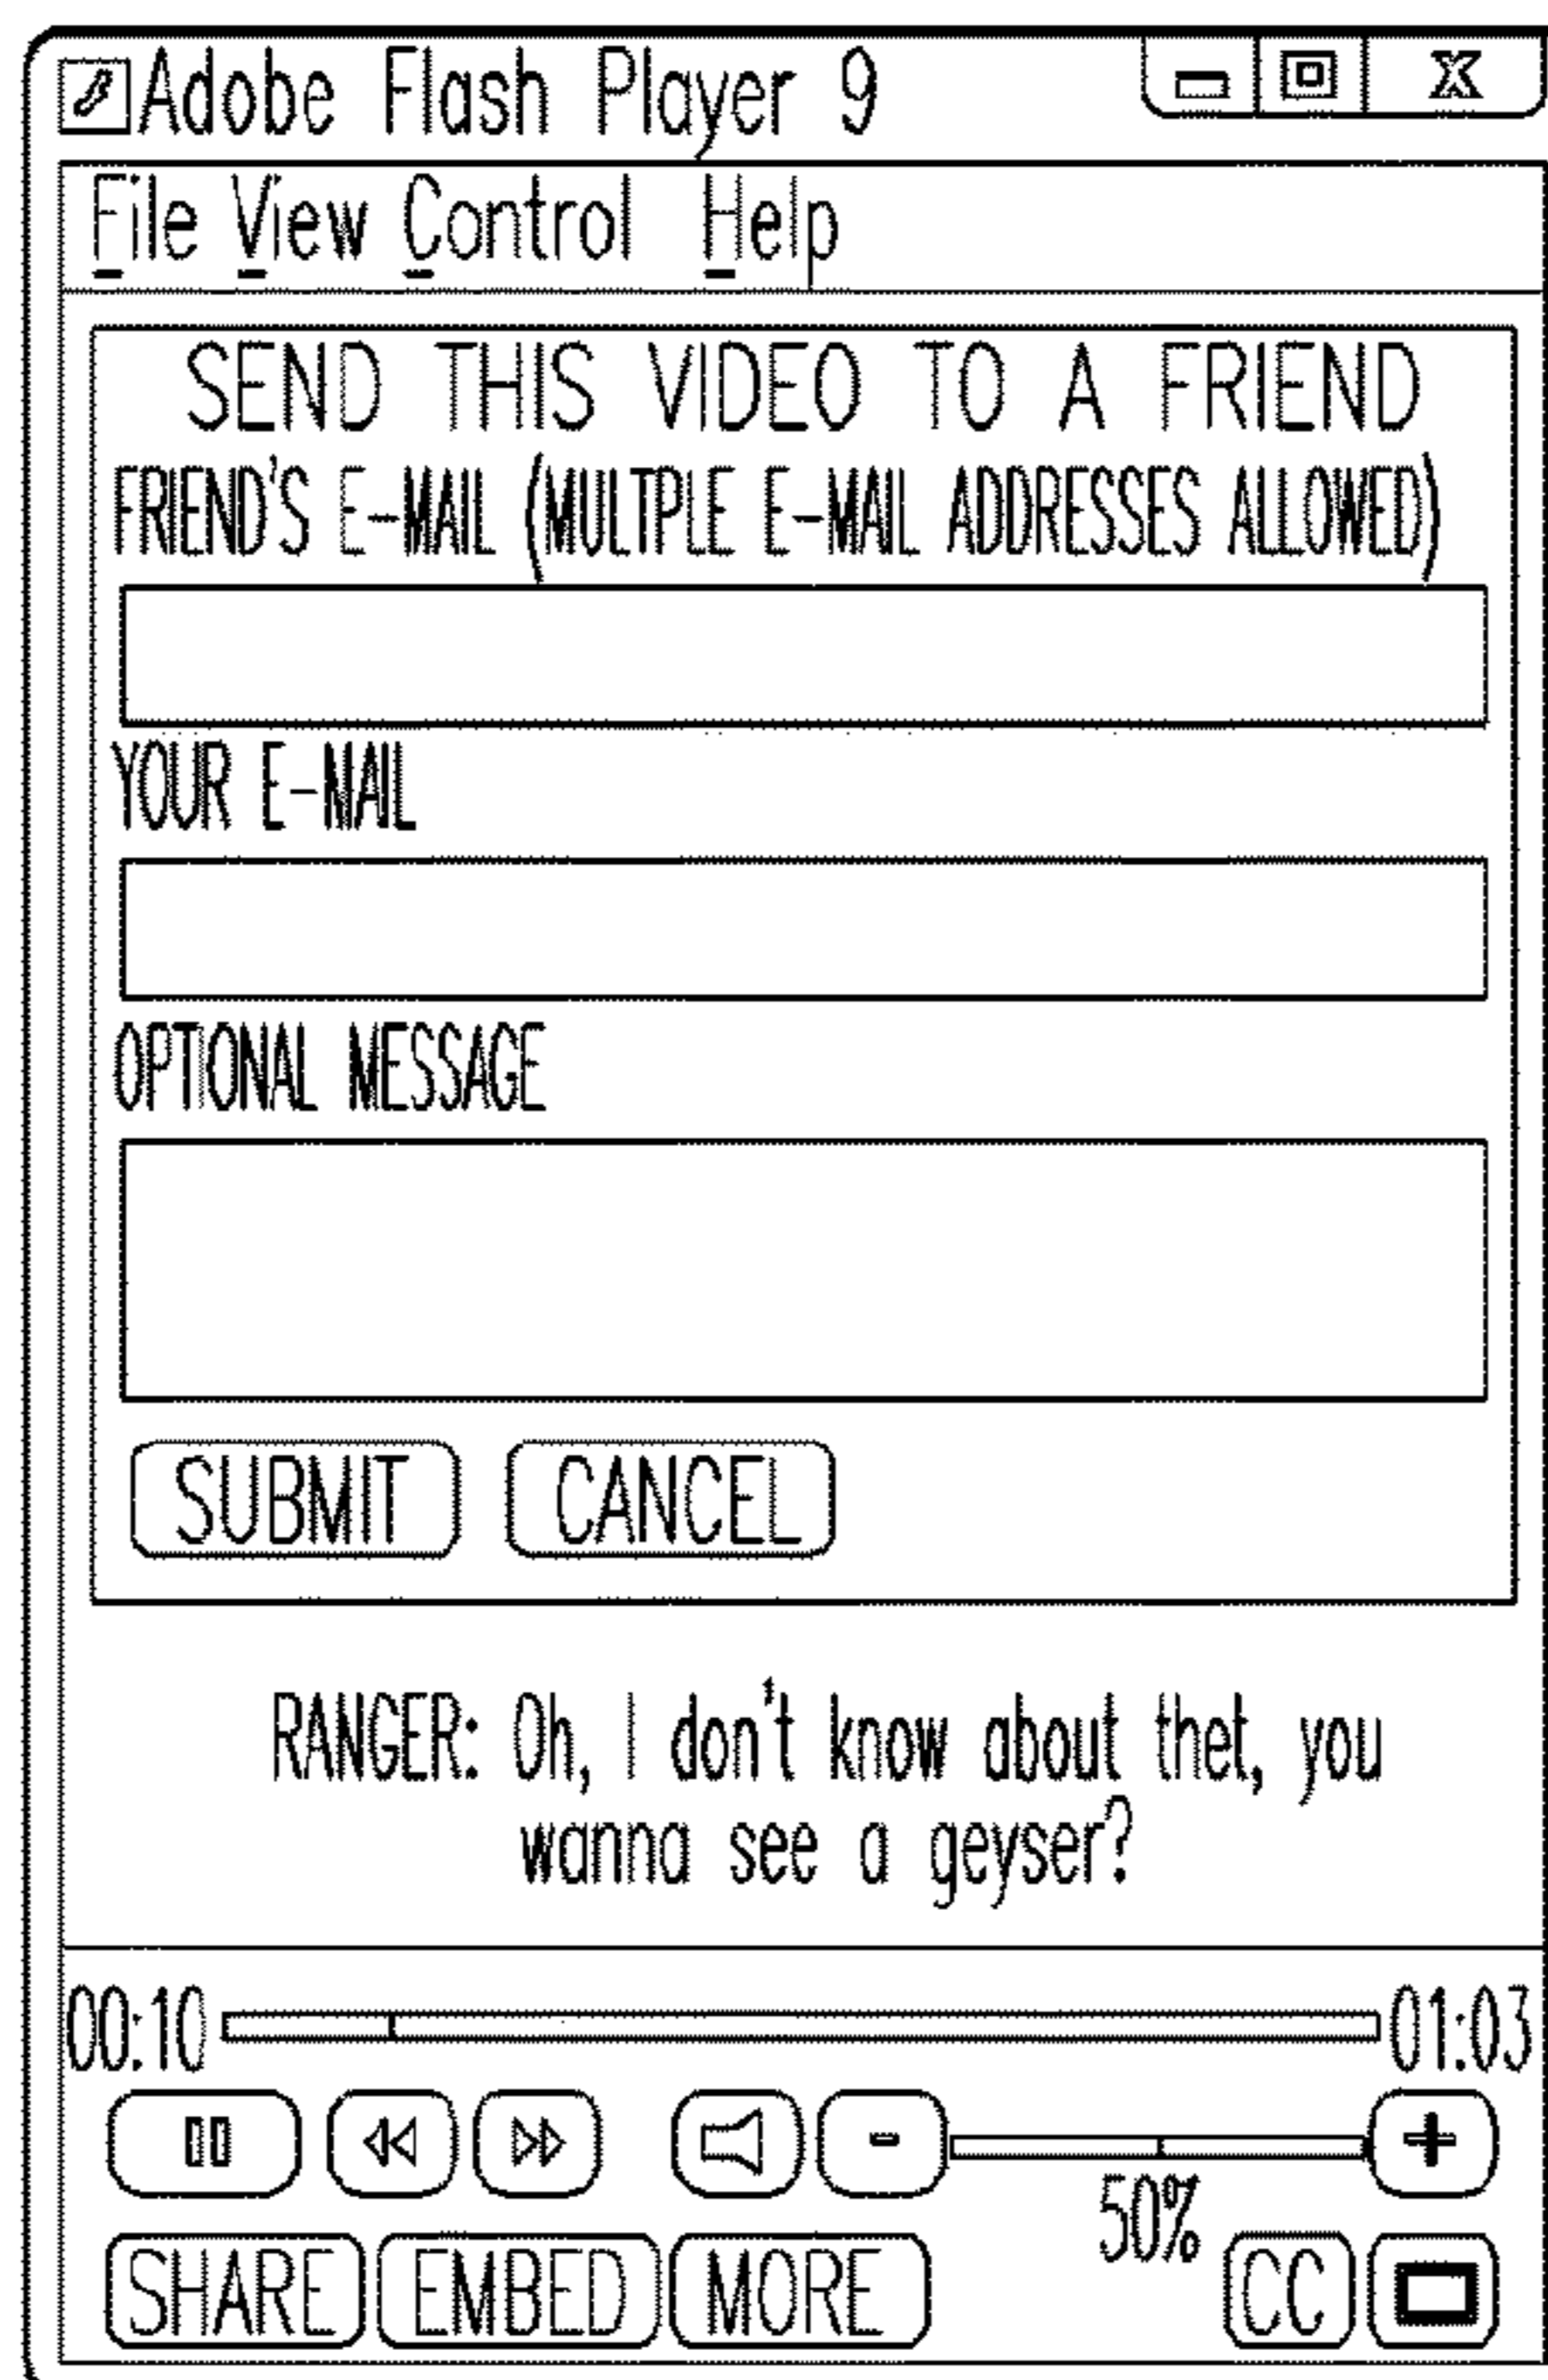 Adobe Flash Player 9
File View Control Help
SEND THIS VIDEO TO A FRIEND
FRIEND'S E-MAIL (MULTPLE E-MAIL ADDRESSES ALLOWED)
YOUR E-MAIL
OPTIONAL MESSAGE
SUBMIT CANCEL
RANGER: Oh, I don't know about thet, you
wanna see a geyser?
00:10 01:03
- +
50%
SHARE EMBED MORE CC